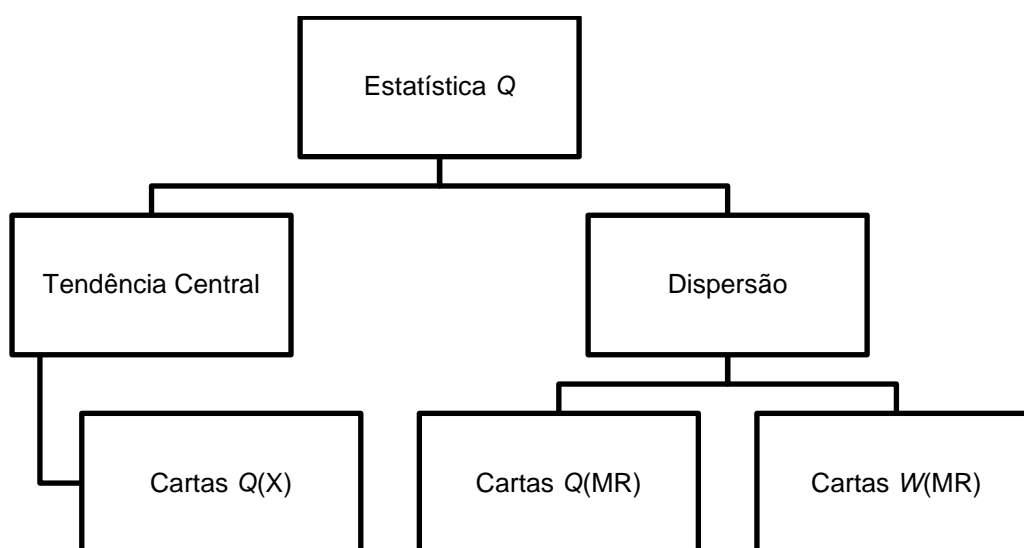 Estatística Q
Tendência Central
Dispersão
Cartas Q(X)
Cartas Q(MR)
Cartas W(MR)